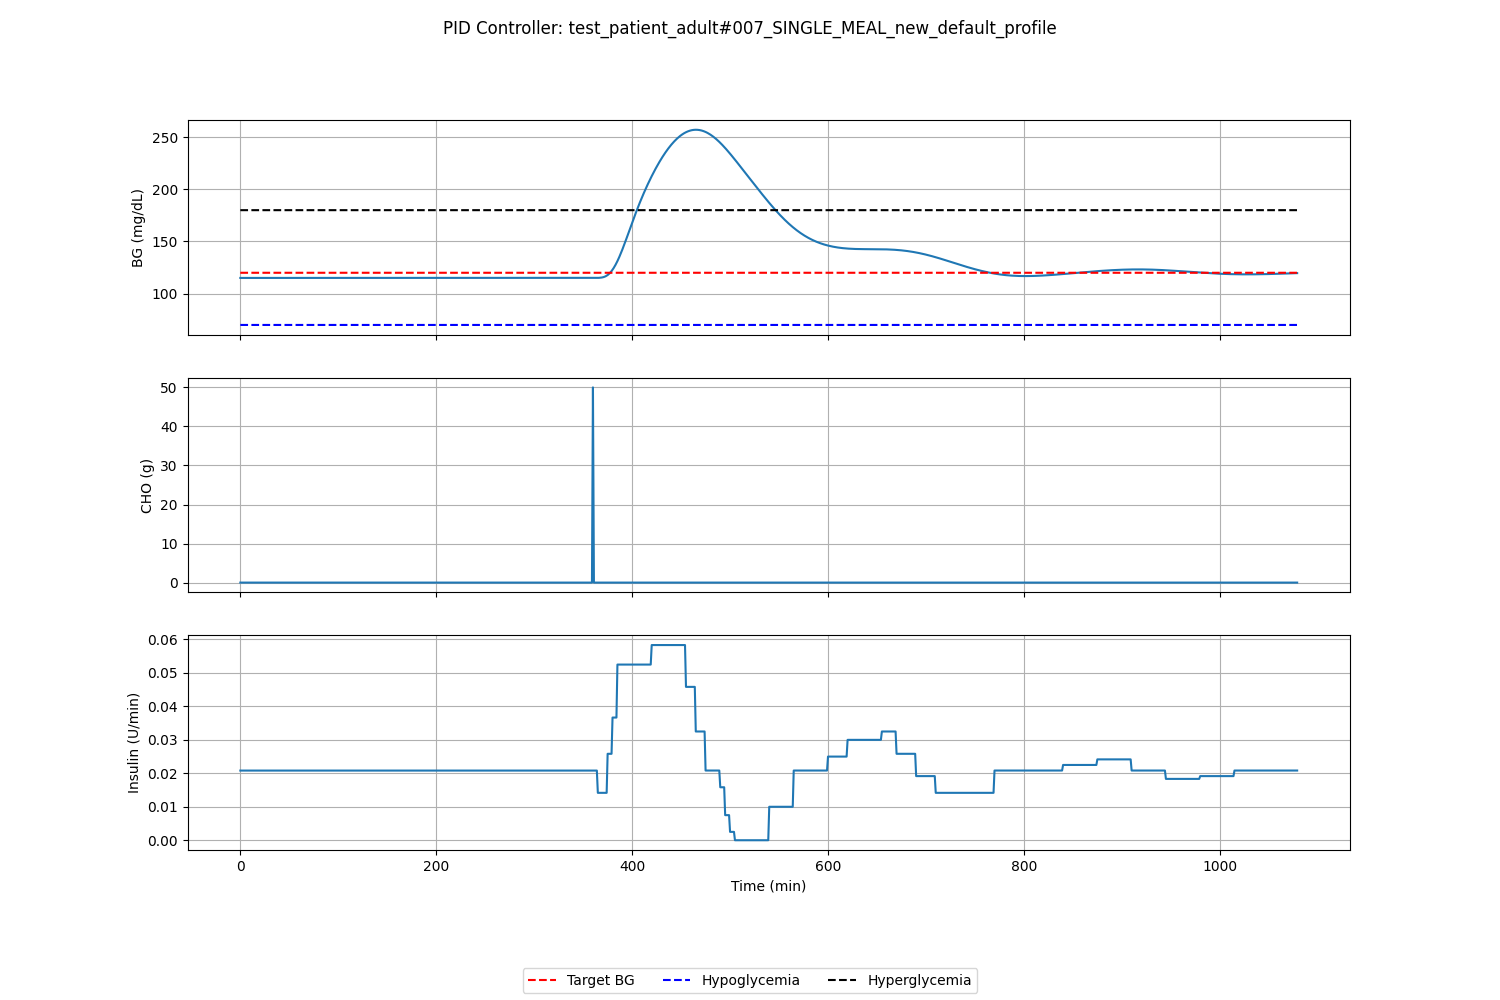 PID Controller: test_patient_adult#007_SINGLE_MEAL_new_default_profile
250
200
150
100
BG (mg/dL)
50
40
30
20
10
0
CHO (g)
0.06
0.05
0.04
0.03
0.02
0.01
0.00
Insulin (U/min)
0 200 400 600 800 1000
Time (min)
Target BG Hypoglycemia Hyperglycemia